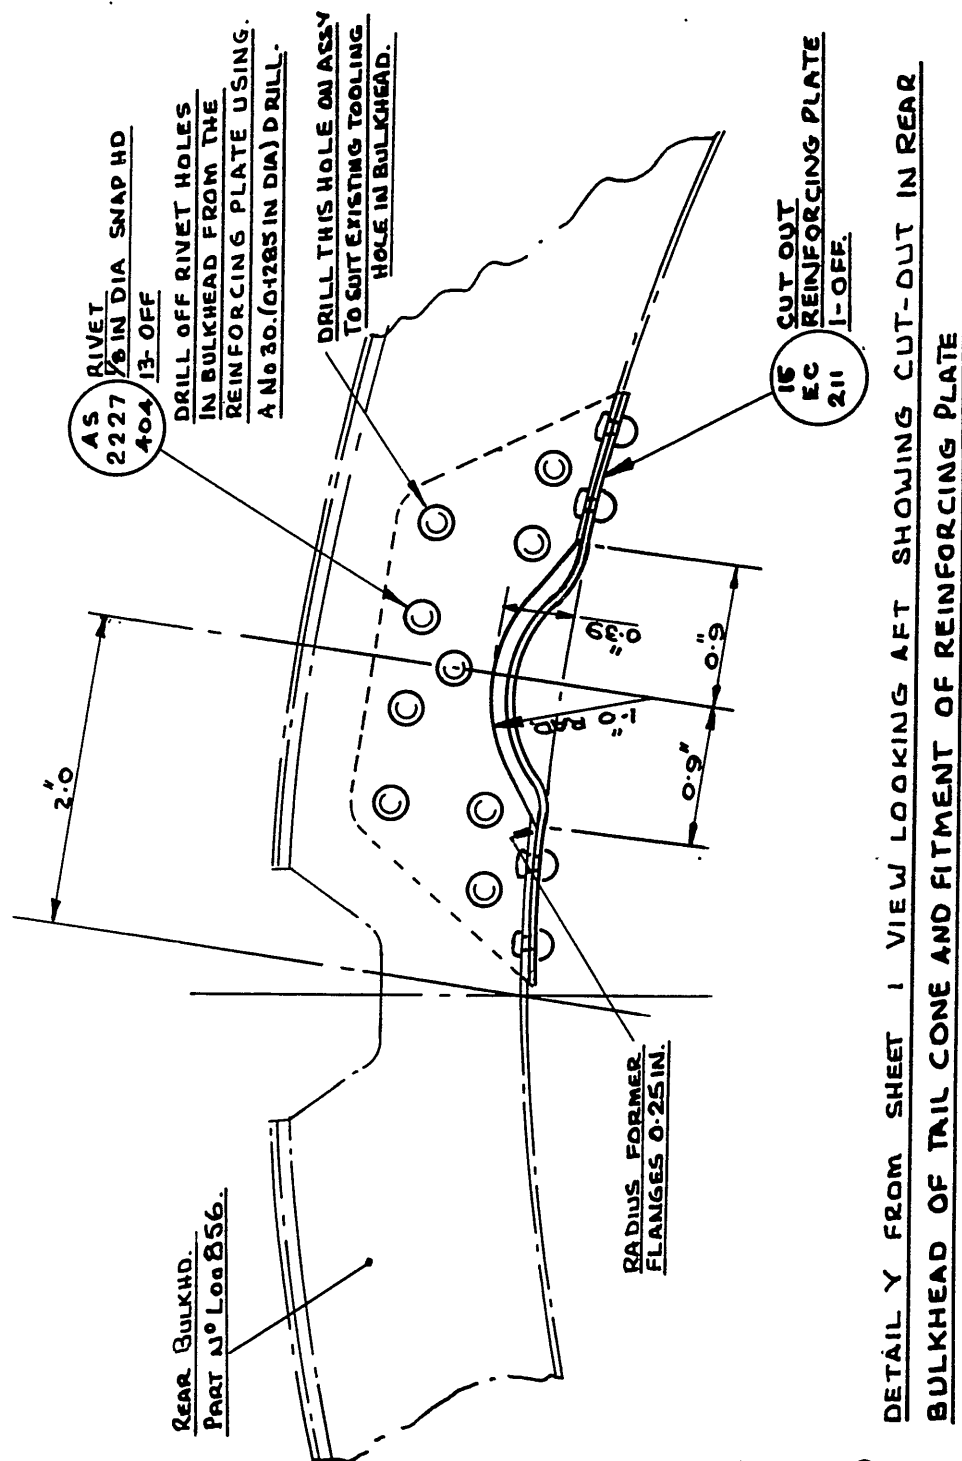 REAR BULKHD.
PART Nº L00856.
2·0"
AS
2227
404
RIVET
1/8 IN DIA SNAP HD
13-OFF
DRILL OFF RIVET HOLES
IN BULKHEAD FROM THE
REINFORCING PLATE USING.
A No 30.(0·1285 IN DIA) DRILL.
DRILL THIS HOLE ON ASSY
TO SUIT EXISTING TOOLING
HOLE IN BULKHEAD.
RADIUS FORMER
FLANGES 0·25 IN.
0·39"
1·0"
RAD.
0·9"
0·9"
15
EC
211
CUT OUT
REINFORCING PLATE
1-OFF.
DETAIL Y FROM SHEET 1 VIEW LOOKING AFT SHOWING CUT-OUT IN REAR
BULKHEAD OF TAIL CONE AND FITMENT OF REINFORCING PLATE